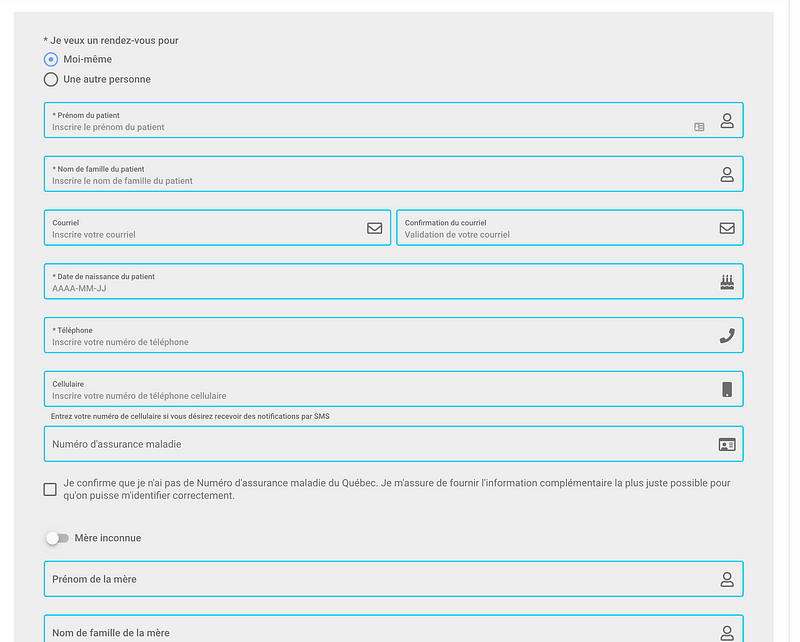 * Je veux un rendez-vous pour
Moi-même
Une autre personne
* Prénom du patient
Inscrire le prénom du patient
* Nom de famille du patient
Inscrire le nom de famille du patient
Courriel
Inscrire votre courriel
Confirmation du courriel
Validation de votre courriel
* Date de naissance du patient
AAAA-MM-JJ
* Téléphone
Inscrire votre numéro de téléphone
Cellulaire
Inscrire votre numéro de téléphone cellulaire
Entrez votre numéro de cellulaire si vous désirez recevoir des notifications par SMS
Numéro d'assurance maladie
Je confirme que je n'ai pas de Numéro d'assurance maladie du Québec. Je m'assure de fournir l'information complémentaire la plus juste possible pour
qu'on puisse m'identifier correctement.
Mère inconnue
Prénom de la mère
Nom de famille de la mère